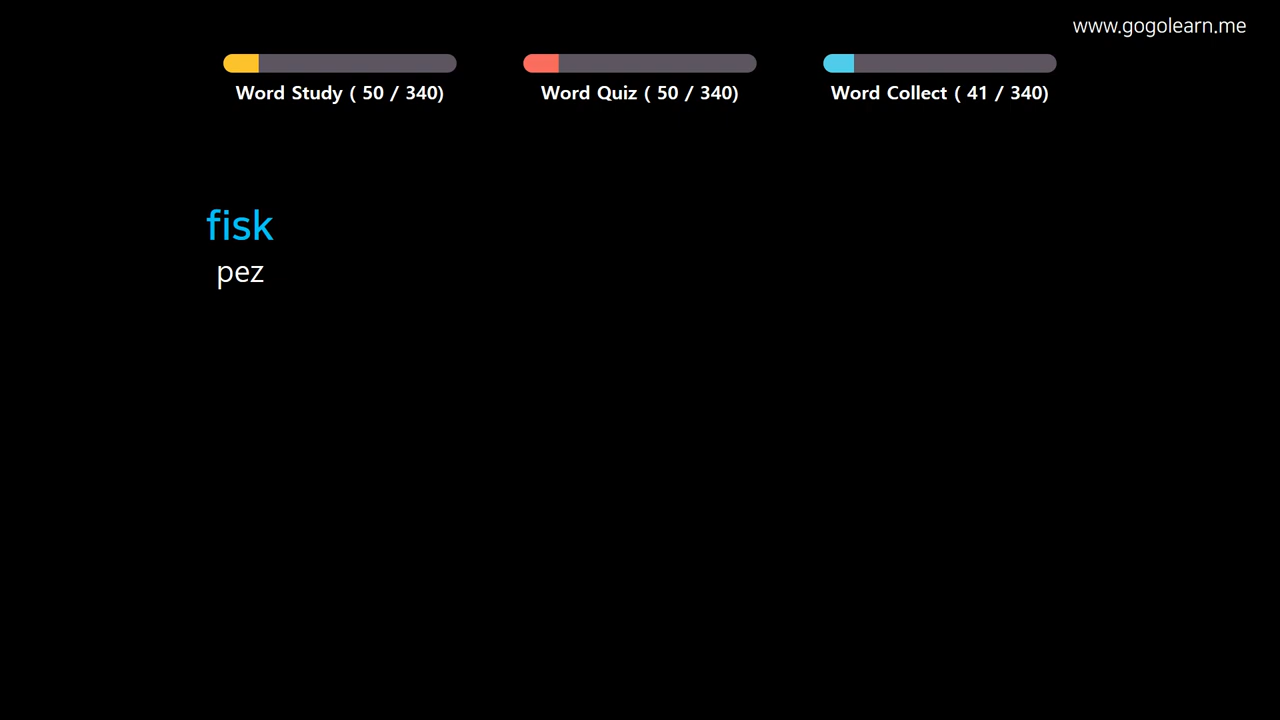 www.gogolearn.me
Word Study ( 50 / 340)
Word Quiz ( 50 / 340)
Word Collect ( 41 / 340)
fisk
pez